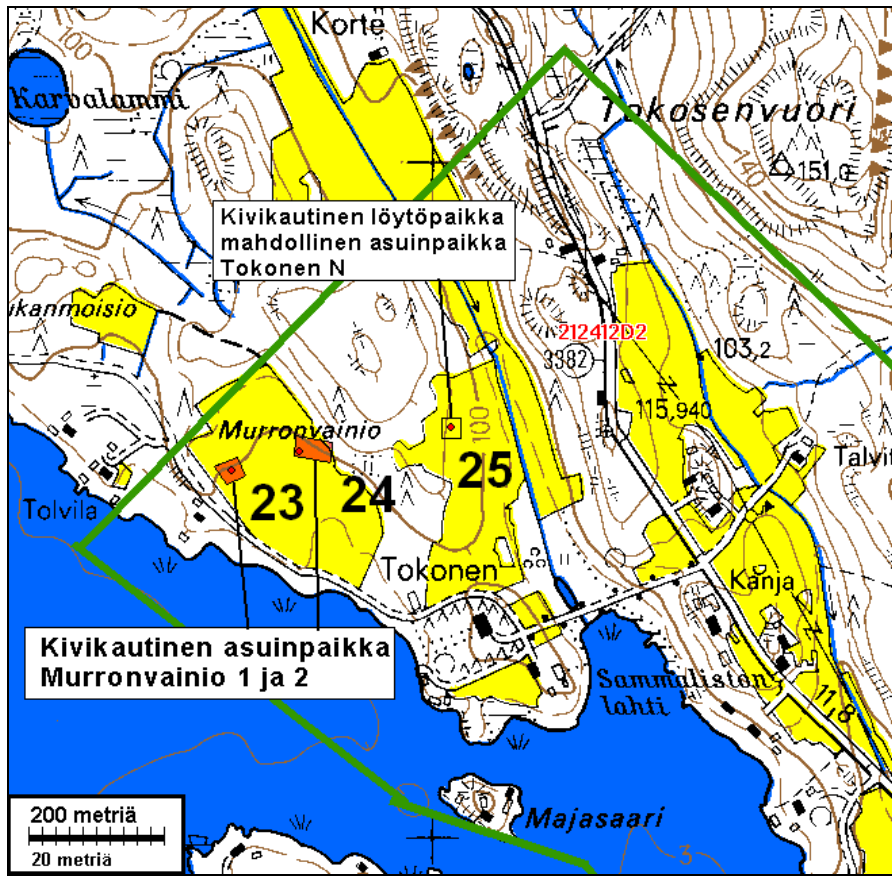 Korte
100
Karvalammi
Tokosenvuori
140
151,0
Kivikautinen löytöpaikka
mahdollinen asuinpaikka
Tokonen N
ikanmoisio
212412D2
3382
103,2
115,940
100
Murronvainio
23
24
25
Talvit
Tolvila
Tokonen
Kanja
Kivikautinen asuinpaikka
Murronvainio 1 ja 2
Sammaliston
lahti
11,8
200 metriä
20 metriä
Majasaari
3